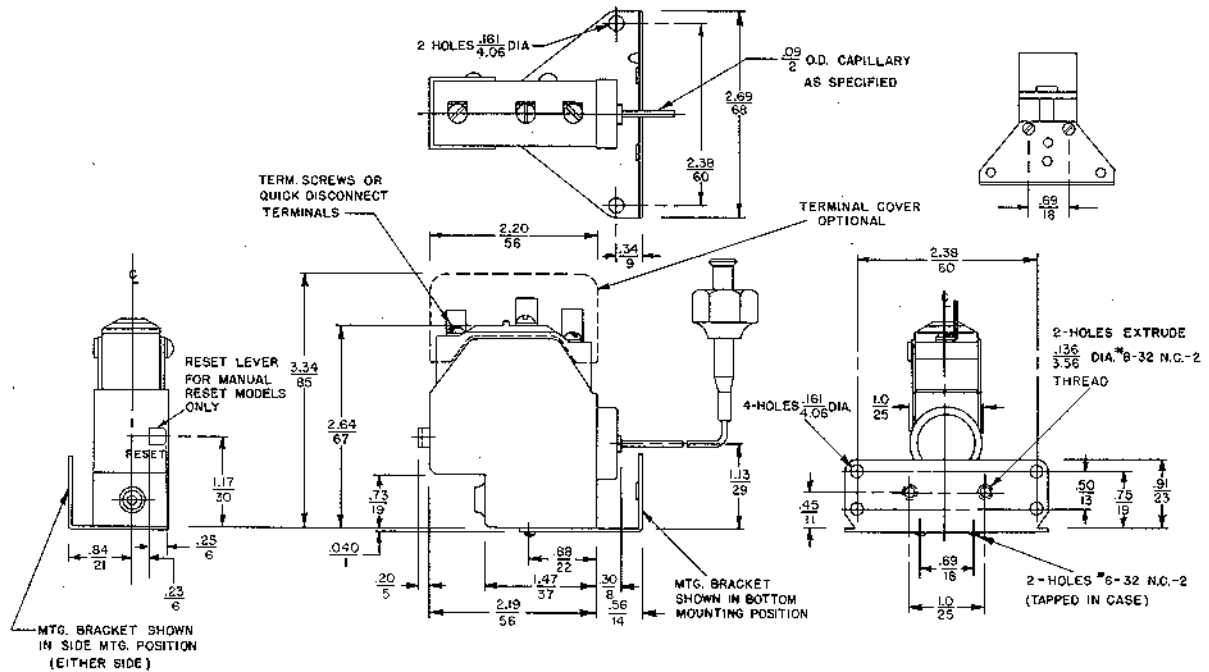 2 HOLES .161/4.06 DIA
.09/2 O.D. CAPILLARY
AS SPECIFIED
2.69/68
2.38/60
.34/9
.69/18
TERM. SCREWS OR
QUICK DISCONNECT
TERMINALS
2.20/56
TERMINAL COVER
OPTIONAL
3.34/85
2.64/67
.73/19
.040/1
.20/5
1.47/37
2.19/56
.88/22
.30/8
.56/14
1.13/29
MTG. BRACKET
SHOWN IN BOTTOM
MOUNTING POSITION
RESET LEVER
FOR MANUAL
RESET MODELS
ONLY
RESET
1.17/30
.84/21
.25/6
.23/6
MTG. BRACKET SHOWN
IN SIDE MTG. POSITION
(EITHER SIDE)
2.38/60
2-HOLES EXTRUDE
.136/3.56 DIA. #8-32 N.C.-2
THREAD
4-HOLES .161/4.06 DIA.
1.0/25
.45/11
.50/13
.75/19
.91/23
.69/18
1.0/25
2-HOLES #6-32 N.C.-2
(TAPPED IN CASE)